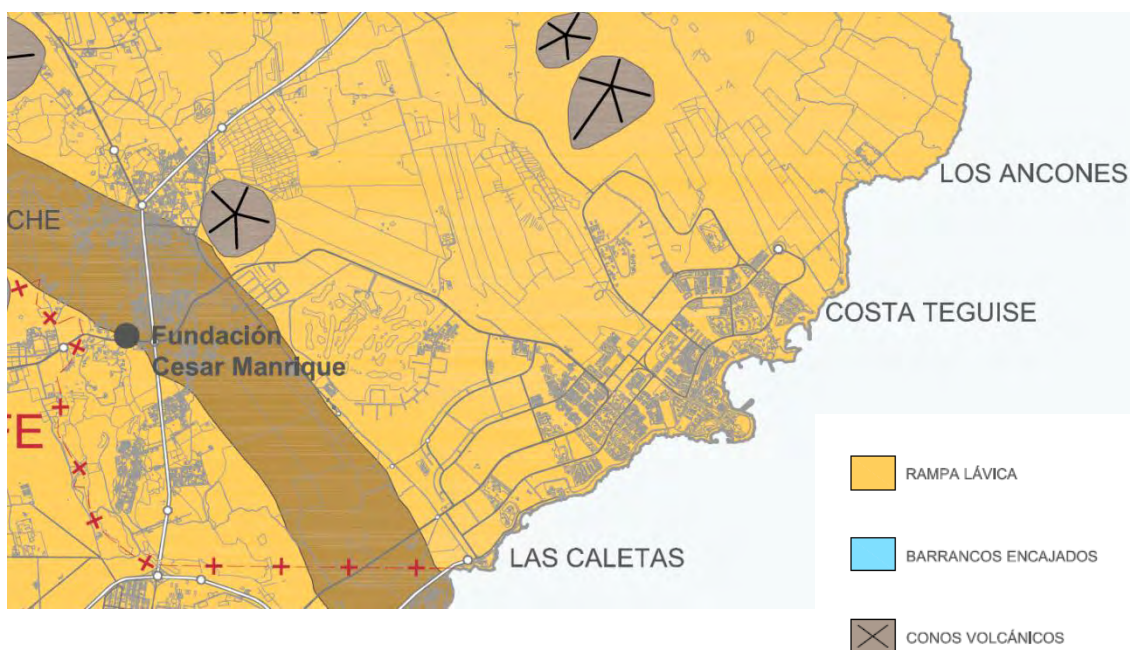 CHE
LOS ANCONES
COSTA TEGUISE
Fundación
Cesar Manrique
FE
LAS CALETAS
RAMPA LÁVICA
BARRANCOS ENCAJADOS
CONOS VOLCÁNICOS